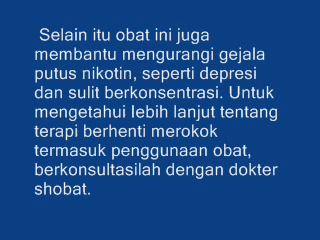 Selain itu obat ini juga
membantu mengurangi gejala
putus nikotin, seperti depresi
dan sulit berkonsentrasi. Untuk
mengetahui lebih lanjut tentang
terapi berhenti merokok
termasuk penggunaan obat,
berkonsultasilah dengan dokter
shobat.